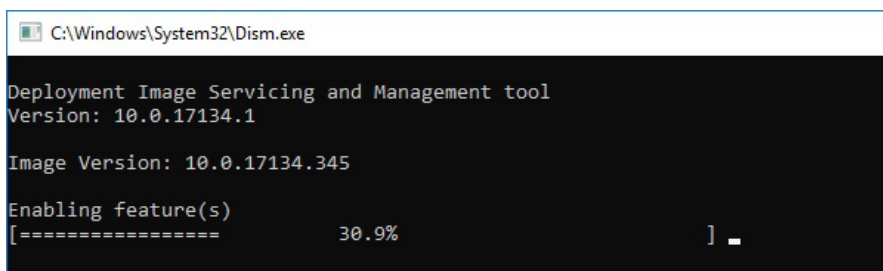 C:\Windows\System32\Dism.exe
Deployment Image Servicing and Management tool
Version: 10.0.17134.1
Image Version: 10.0.17134.345
Enabling feature(s)
[=================          30.9%                          ]